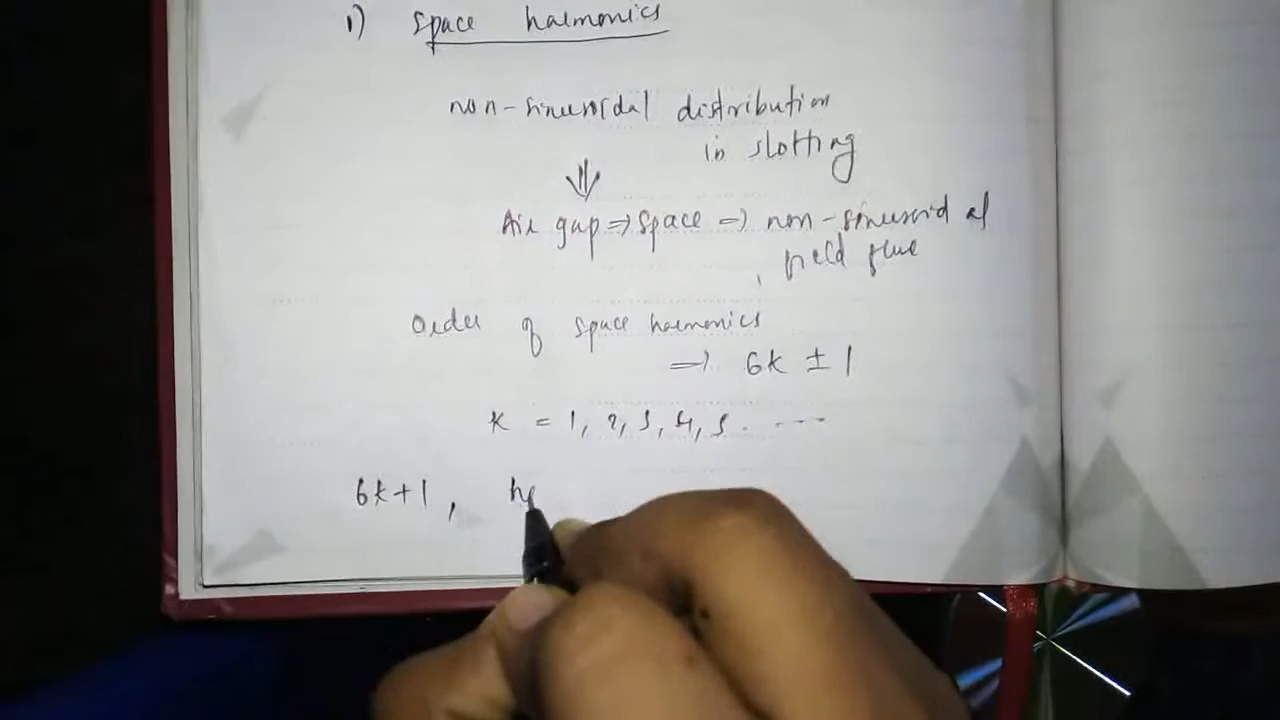 1) space harmonics
non-sinusoidal distribution
in slotting
⇓
Air gap ⇒ space ⇒ non-sinusoidal
field flux
Order of space harmonics
⇒ 6k ± 1
k = 1, 2, 3, 4, 5 . ---
6k+1 , ha